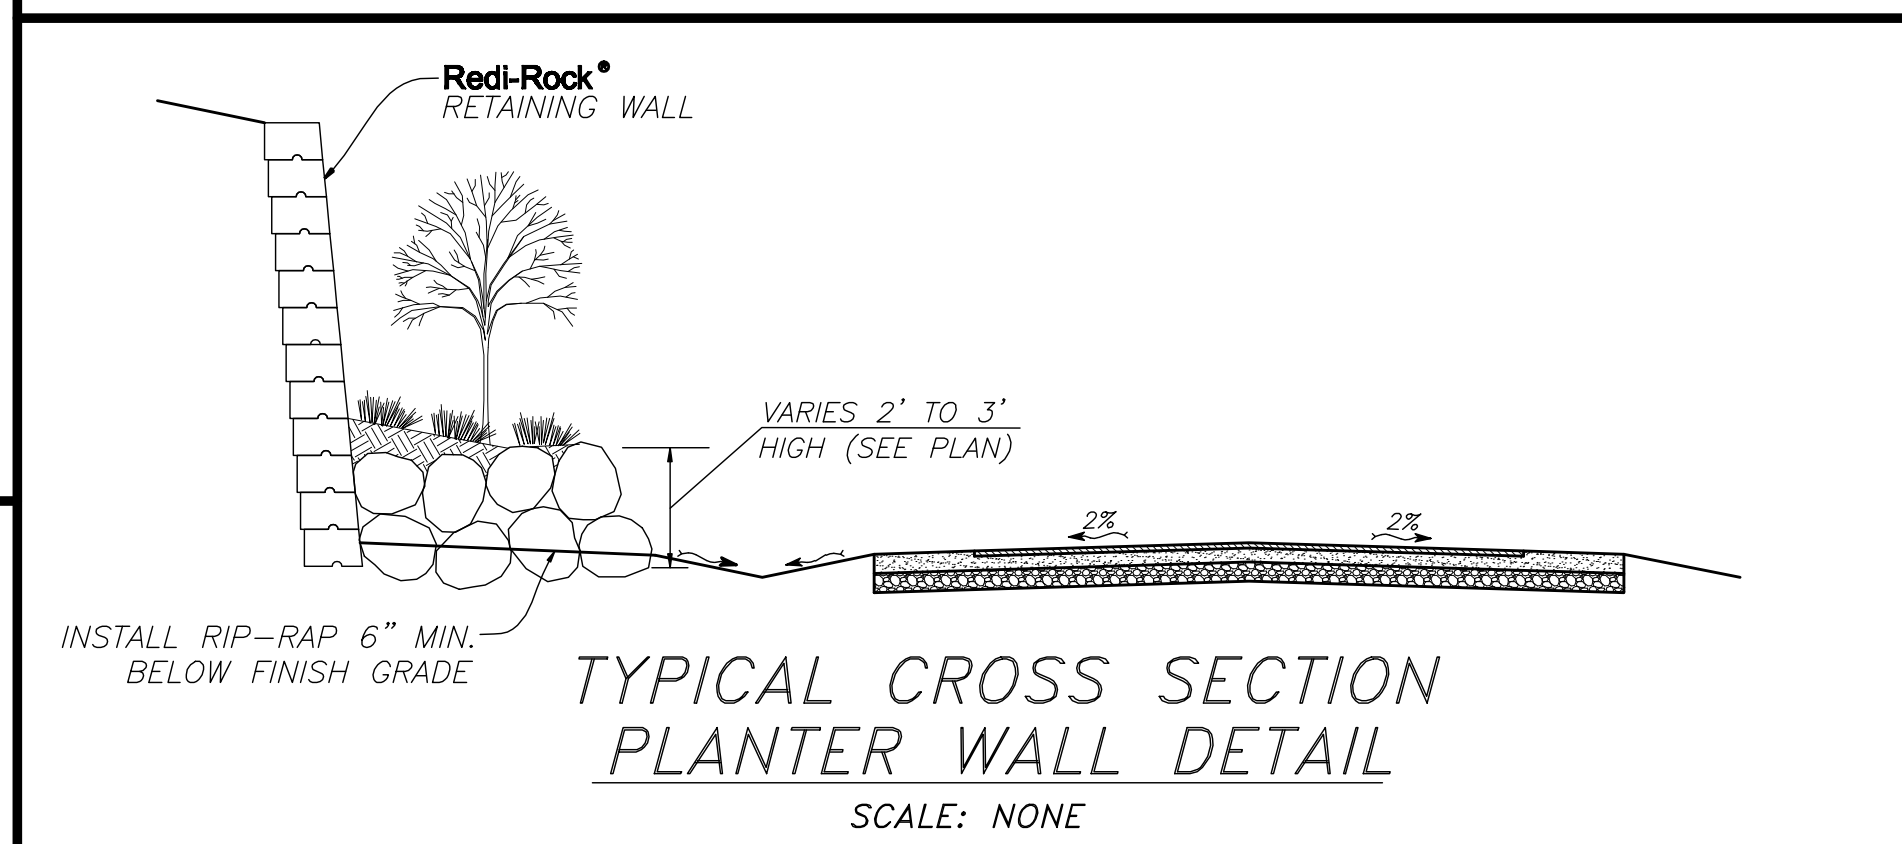 Redi-Rock®
RETAINING WALL
VARIES 2' TO 3'
HIGH (SEE PLAN)
2%
2%
INSTALL RIP-RAP 6" MIN.
BELOW FINISH GRADE
TYPICAL CROSS SECTION
PLANTER WALL DETAIL
SCALE: NONE